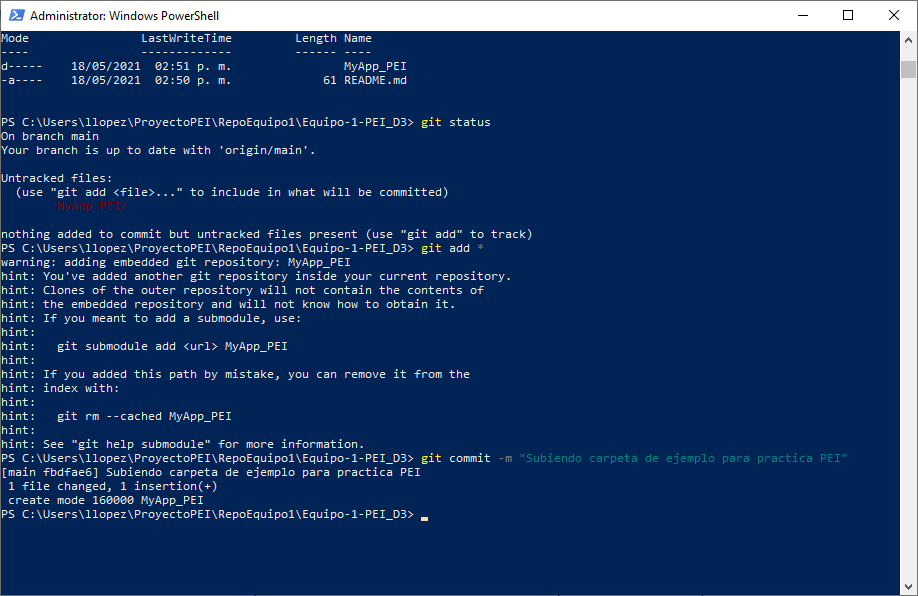 Administrator: Windows PowerShell
Mode                LastWriteTime         Length Name
----                -------------         ------ ----
d-----    18/05/2021  02:51 p. m.                MyApp_PEI
-a----    18/05/2021  02:50 p. m.             61 README.md
PS C:\Users\llopez\ProyectoPEI\RepoEquipo1\Equipo-1-PEI_D3> git status
On branch main
Your branch is up to date with 'origin/main'.
Untracked files:
  (use "git add <file>..." to include in what will be committed)
        MyApp_PEI/
nothing added to commit but untracked files present (use "git add" to track)
PS C:\Users\llopez\ProyectoPEI\RepoEquipo1\Equipo-1-PEI_D3> git add *
warning: adding embedded git repository: MyApp_PEI
hint: You've added another git repository inside your current repository.
hint: Clones of the outer repository will not contain the contents of
hint: the embedded repository and will not know how to obtain it.
hint: If you meant to add a submodule, use:
hint:
hint:   git submodule add <url> MyApp_PEI
hint:
hint: If you added this path by mistake, you can remove it from the
hint: index with:
hint:
hint:   git rm --cached MyApp_PEI
hint:
hint: See "git help submodule" for more information.
PS C:\Users\llopez\ProyectoPEI\RepoEquipo1\Equipo-1-PEI_D3> git commit -m "Subiendo carpeta de ejemplo para practica PEI"
[main fbdfae6] Subiendo carpeta de ejemplo para practica PEI
 1 file changed, 1 insertion(+)
 create mode 160000 MyApp_PEI
PS C:\Users\llopez\ProyectoPEI\RepoEquipo1\Equipo-1-PEI_D3>